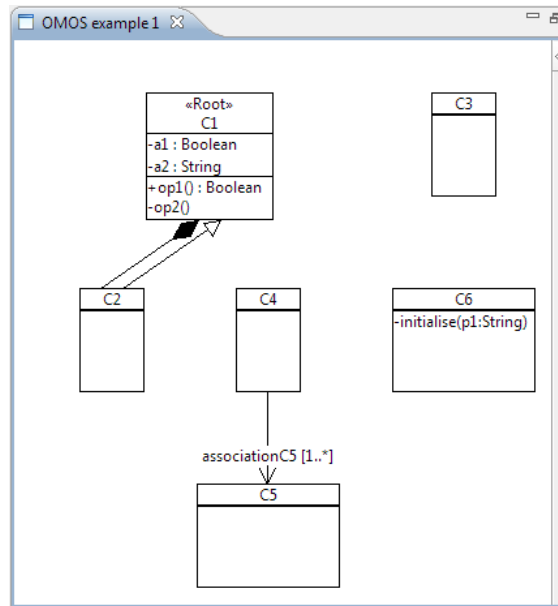 OMOS example 1
«Root»
C1
-a1 : Boolean
-a2 : String
+op1() : Boolean
-op2()
C3
C2
C4
C6
-initialise(p1:String)
associationC5 [1..*]
C5